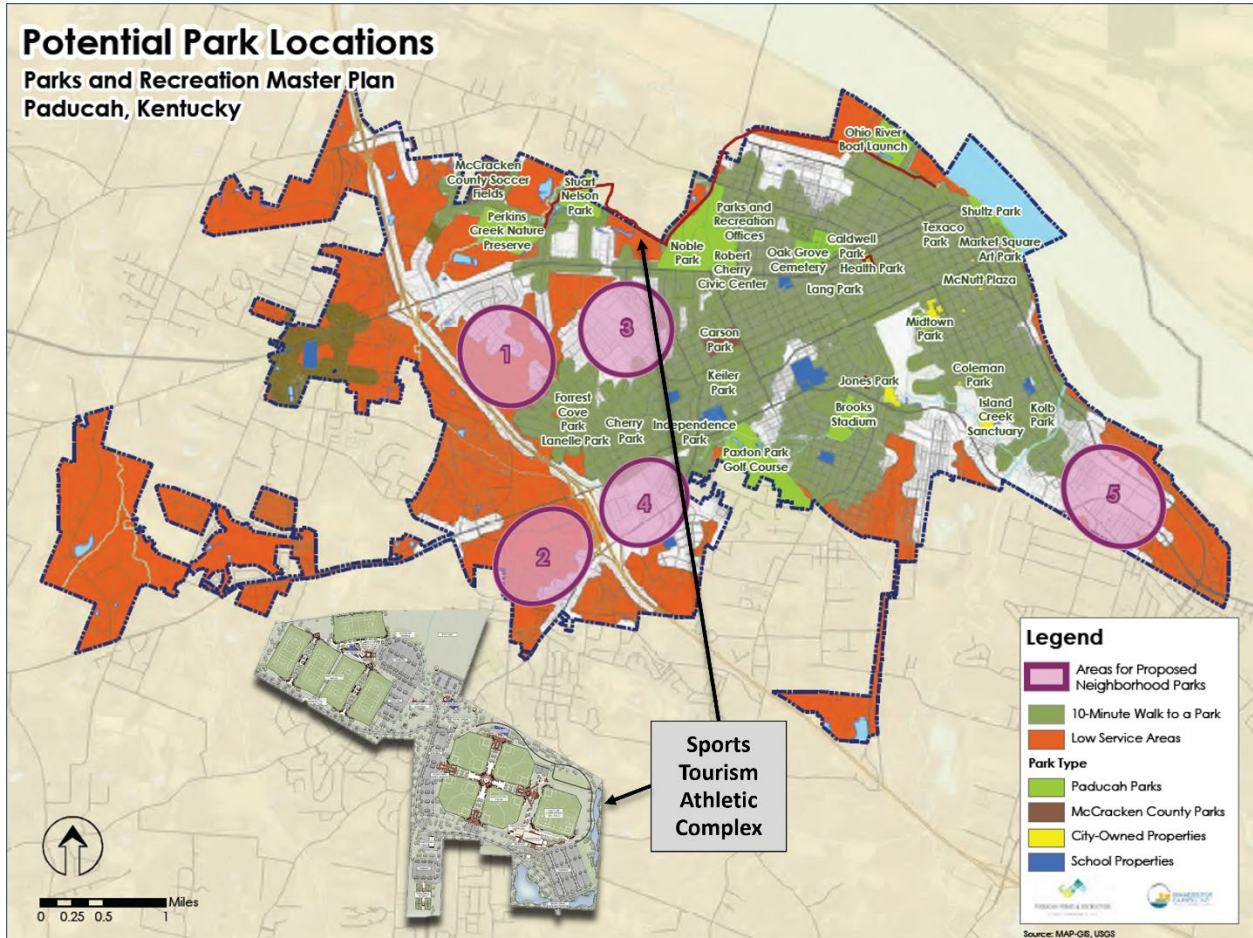 Potential Park Locations
Parks and Recreation Master Plan
Paducah, Kentucky
Ohio River
Boat Launch
McCracken
County Soccer
Fields
Stuart
Nelson
Park
Perkins
Creek Nature
Preserve
Parks and
Recreation
Offices
Noble
Park
Robert
Cherry
Civic Center
Oak Grove
Cemetery
Caldwell
Park
Health Park
Lang Park
Texaco
Park
Shultz Park
Market Square
Art Park
McNutt Plaza
Midtown
Park
Carson
Park
Keiler
Park
Jones Park
Coleman
Park
Brooks
Stadium
Island
Creek
Sanctuary
Kolb
Park
Forrest
Cove
Park
Lanelle Park
Cherry
Park
Independence
Park
Paxton Park
Golf Course
1
2
3
4
5
Sports
Tourism
Athletic
Complex
Legend
Areas for Proposed
Neighborhood Parks
10-Minute Walk to a Park
Low Service Areas
Park Type
Paducah Parks
McCracken County Parks
City-Owned Properties
School Properties
Miles
0 0.25 0.5 1
Source: MAP-GIS, USGS